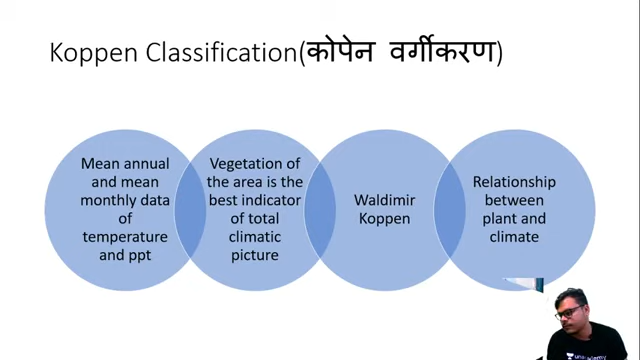 Koppen Classification(कोपेन वर्गीकरण)
Mean annual
and mean
monthly data
of
temperature
and ppt
Vegetation of
the area is the
best indicator
of total
climatic
picture
Waldimir
Koppen
Relationship
between
plant and
climate
unacademy